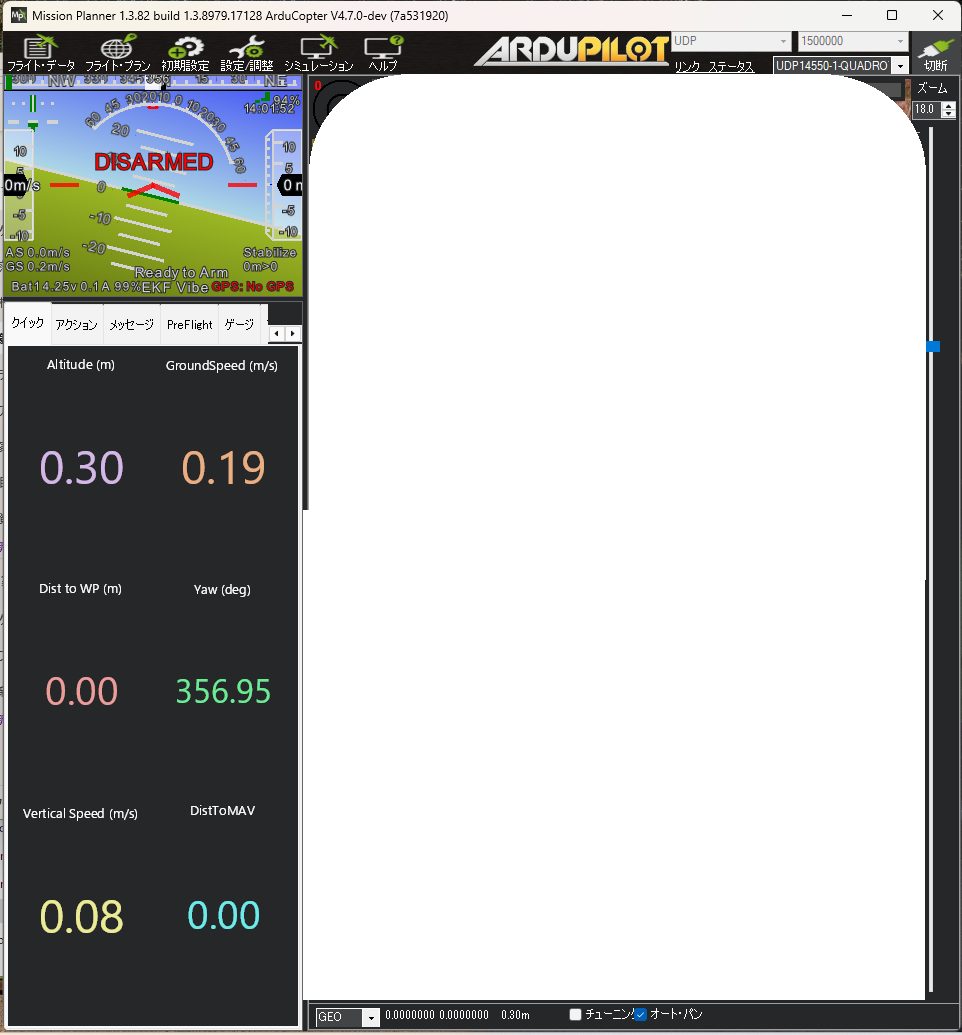 Mission Planner 1.3.82 build 1.3.8979.17128 ArduCopter V4.7.0-dev (7a531920)
フライト・データ フライト・プラン 初期設定 設定/調整 シミュレーション ヘルプ
ARDUPILOT
UDP 1500000
リンク ステータス UDP14550-1-QUADRO 切断
NW 356 15 30 N
94%
14:01:52
60 45 30 20 10 0 10 20 30 45 60
20
DISARMED
10 5 0m/s -5 -10
0 -10 -20
10 5 0 -5 -10
AS 0.0m/s
GS 0.2m/s
Stabilize
0m>0
Ready to Arm
Bat 14.25v 0.1A 99% EKF Vibe GPS: No GPS
0
ズーム
18.0
クイック アクション メッセージ PreFlight ゲージ
Altitude (m) GroundSpeed (m/s)
0.30 0.19
Dist to WP (m) Yaw (deg)
0.00 356.95
Vertical Speed (m/s) DistToMAV
0.08 0.00
GEO 0.0000000 0.0000000 0.30m チューニング オート・パン